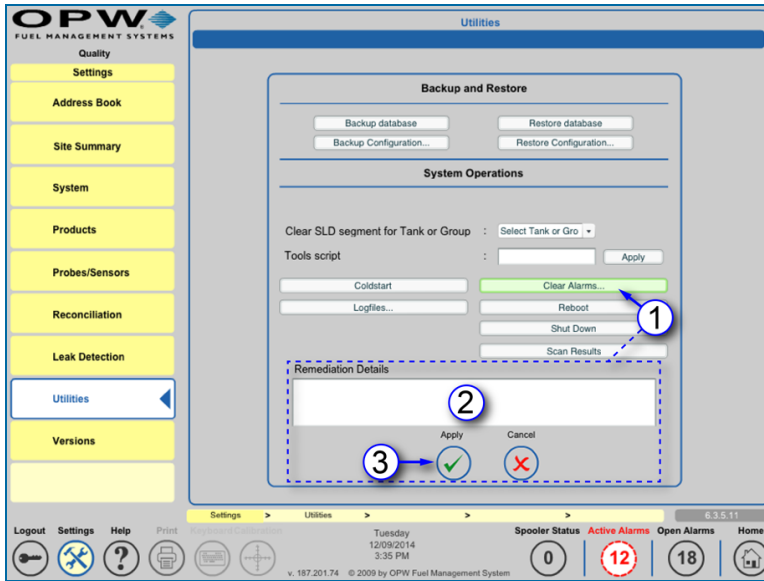 OPW
FUEL MANAGEMENT SYSTEMS
Utilities
Quality
Settings
Address Book
Site Summary
System
Products
Probes/Sensors
Reconciliation
Leak Detection
Utilities
Versions
Backup and Restore
Backup database
Restore database
Backup Configuration...
Restore Configuration...
System Operations
Clear SLD segment for Tank or Group :
Select Tank or Gro
Tools script :
Apply
Coldstart
Clear Alarms...
Logfiles...
Reboot
1
Shut Down
Scan Results
Remediation Details
2
Apply
Cancel
3
Settings > Utilities > > >
6.3.5.11
Logout
Settings
Help
Print
Keyboard
Calibration
Tuesday
12/09/2014
3:35 PM
v. 187.201.74 © 2009 by OPW Fuel Management System
Spooler Status
0
Active Alarms
12
Open Alarms
18
Home